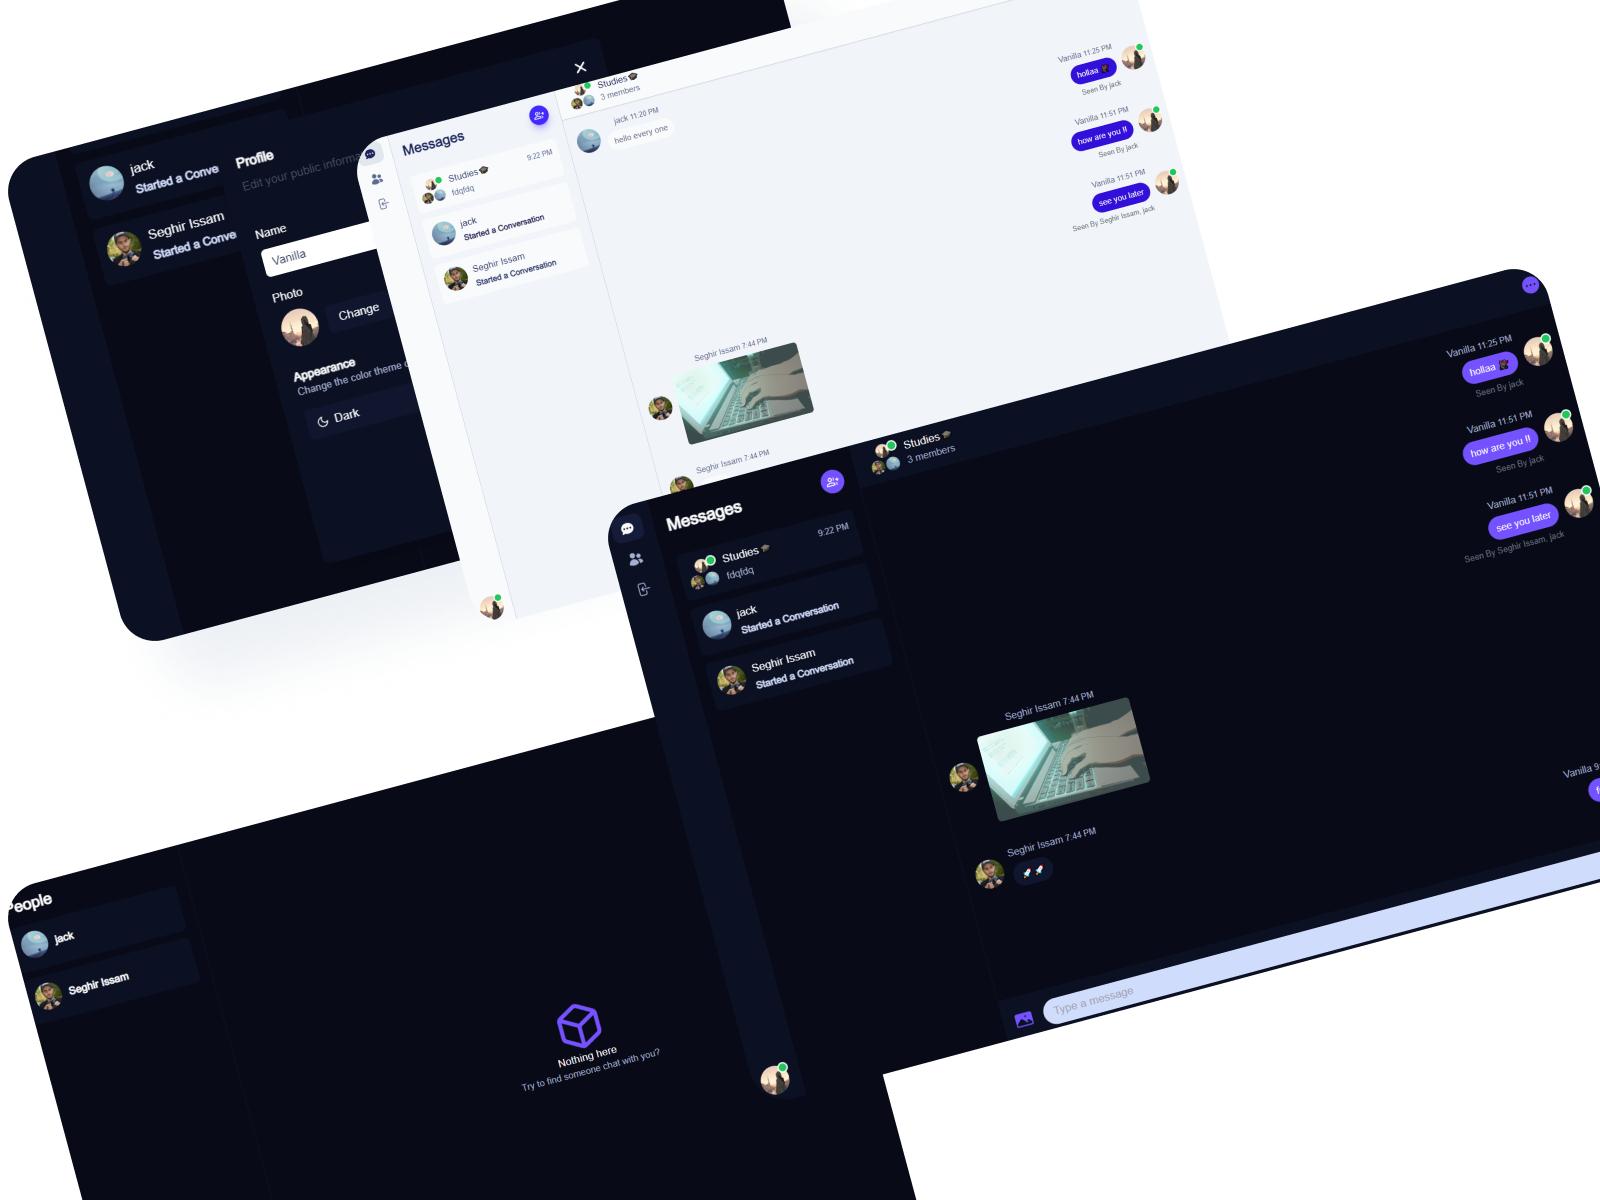 jack
Started a Conve
Seghir Issam
Started a Conve
Profile
Edit your public informa
Name
Vanilla
Photo
Change
Appearance
Change the color theme
Dark
Messages
Studies🎓
9:22 PM
fdqfdq
jack
Started a Conversation
Seghir Issam
Started a Conversation
Studies🎓
3 members
jack 11:20 PM
hello every one
Vanilla 11:25 PM
hollaa
Seen By jack
Vanilla 11:51 PM
how are you !!
Seen By jack
Vanilla 11:51 PM
see you later
Seen By Seghir Issam, jack
Seghir Issam 7:44 PM
Seghir Issam 7:44 PM
Messages
Studies🎓
9:22 PM
fdqfdq
jack
Started a Conversation
Seghir Issam
Started a Conversation
Studies🎓
3 members
Vanilla 11:25 PM
hollaa
Seen By jack
Vanilla 11:51 PM
how are you !!
Seen By jack
Vanilla 11:51 PM
see you later
Seen By Seghir Issam, jack
Seghir Issam 7:44 PM
Vanilla 9:
Seghir Issam 7:44 PM
🚀🚀
Type a message
People
jack
Seghir Issam
Nothing here
Try to find someone chat with you?